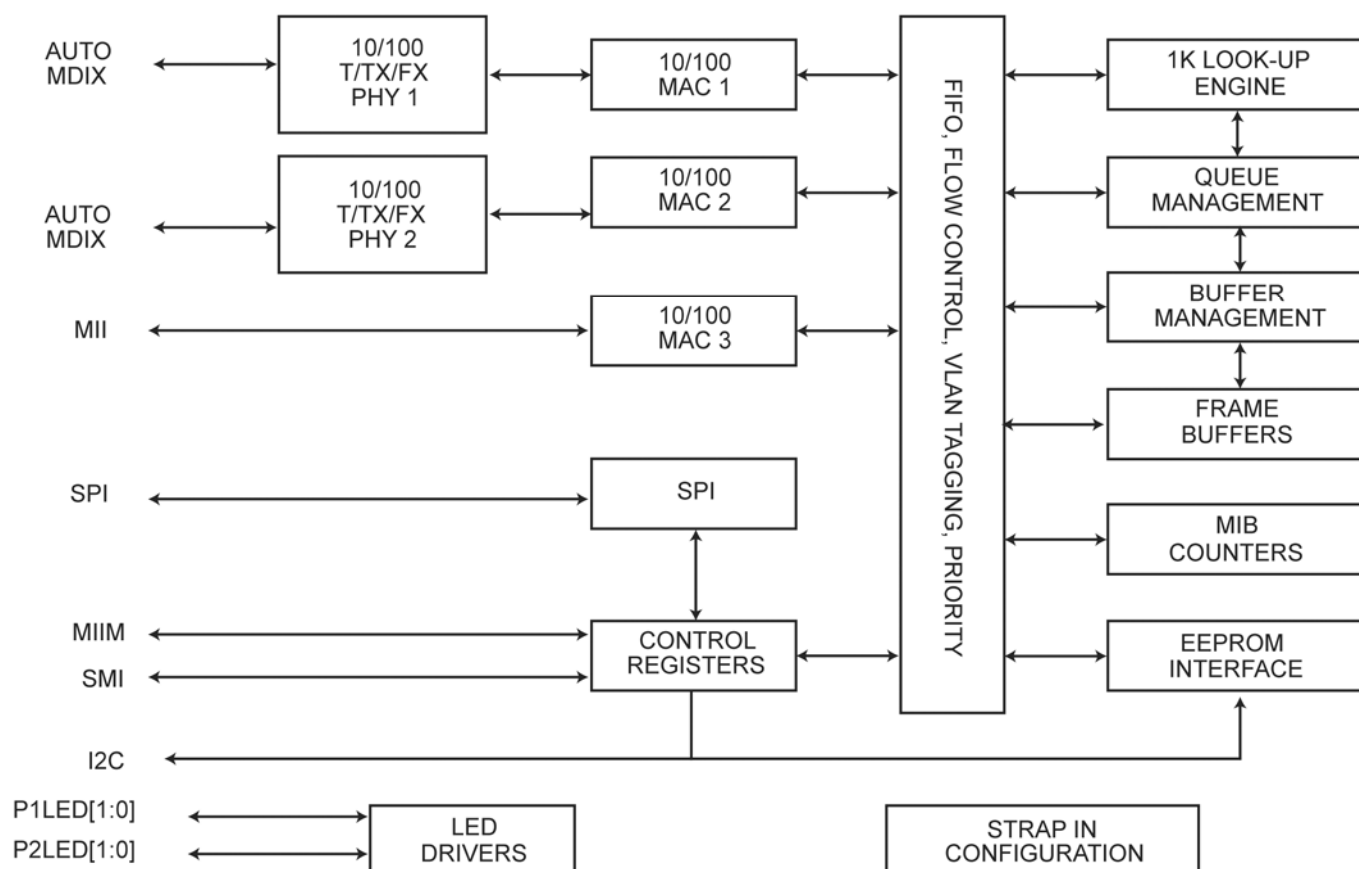 AUTO
MDIX
10/100
T/TX/FX
PHY 1
10/100
MAC 1
FIFO, FLOW CONTROL, VLAN TAGGING, PRIORITY
1K LOOK-UP
ENGINE
AUTO
MDIX
10/100
T/TX/FX
PHY 2
10/100
MAC 2
QUEUE
MANAGEMENT
MII
10/100
MAC 3
BUFFER
MANAGEMENT
FRAME
BUFFERS
SPI
SPI
MIB
COUNTERS
MIIM
SMI
CONTROL
REGISTERS
EEPROM
INTERFACE
I2C
P1LED[1:0]
P2LED[1:0]
LED
DRIVERS
STRAP IN
CONFIGURATION